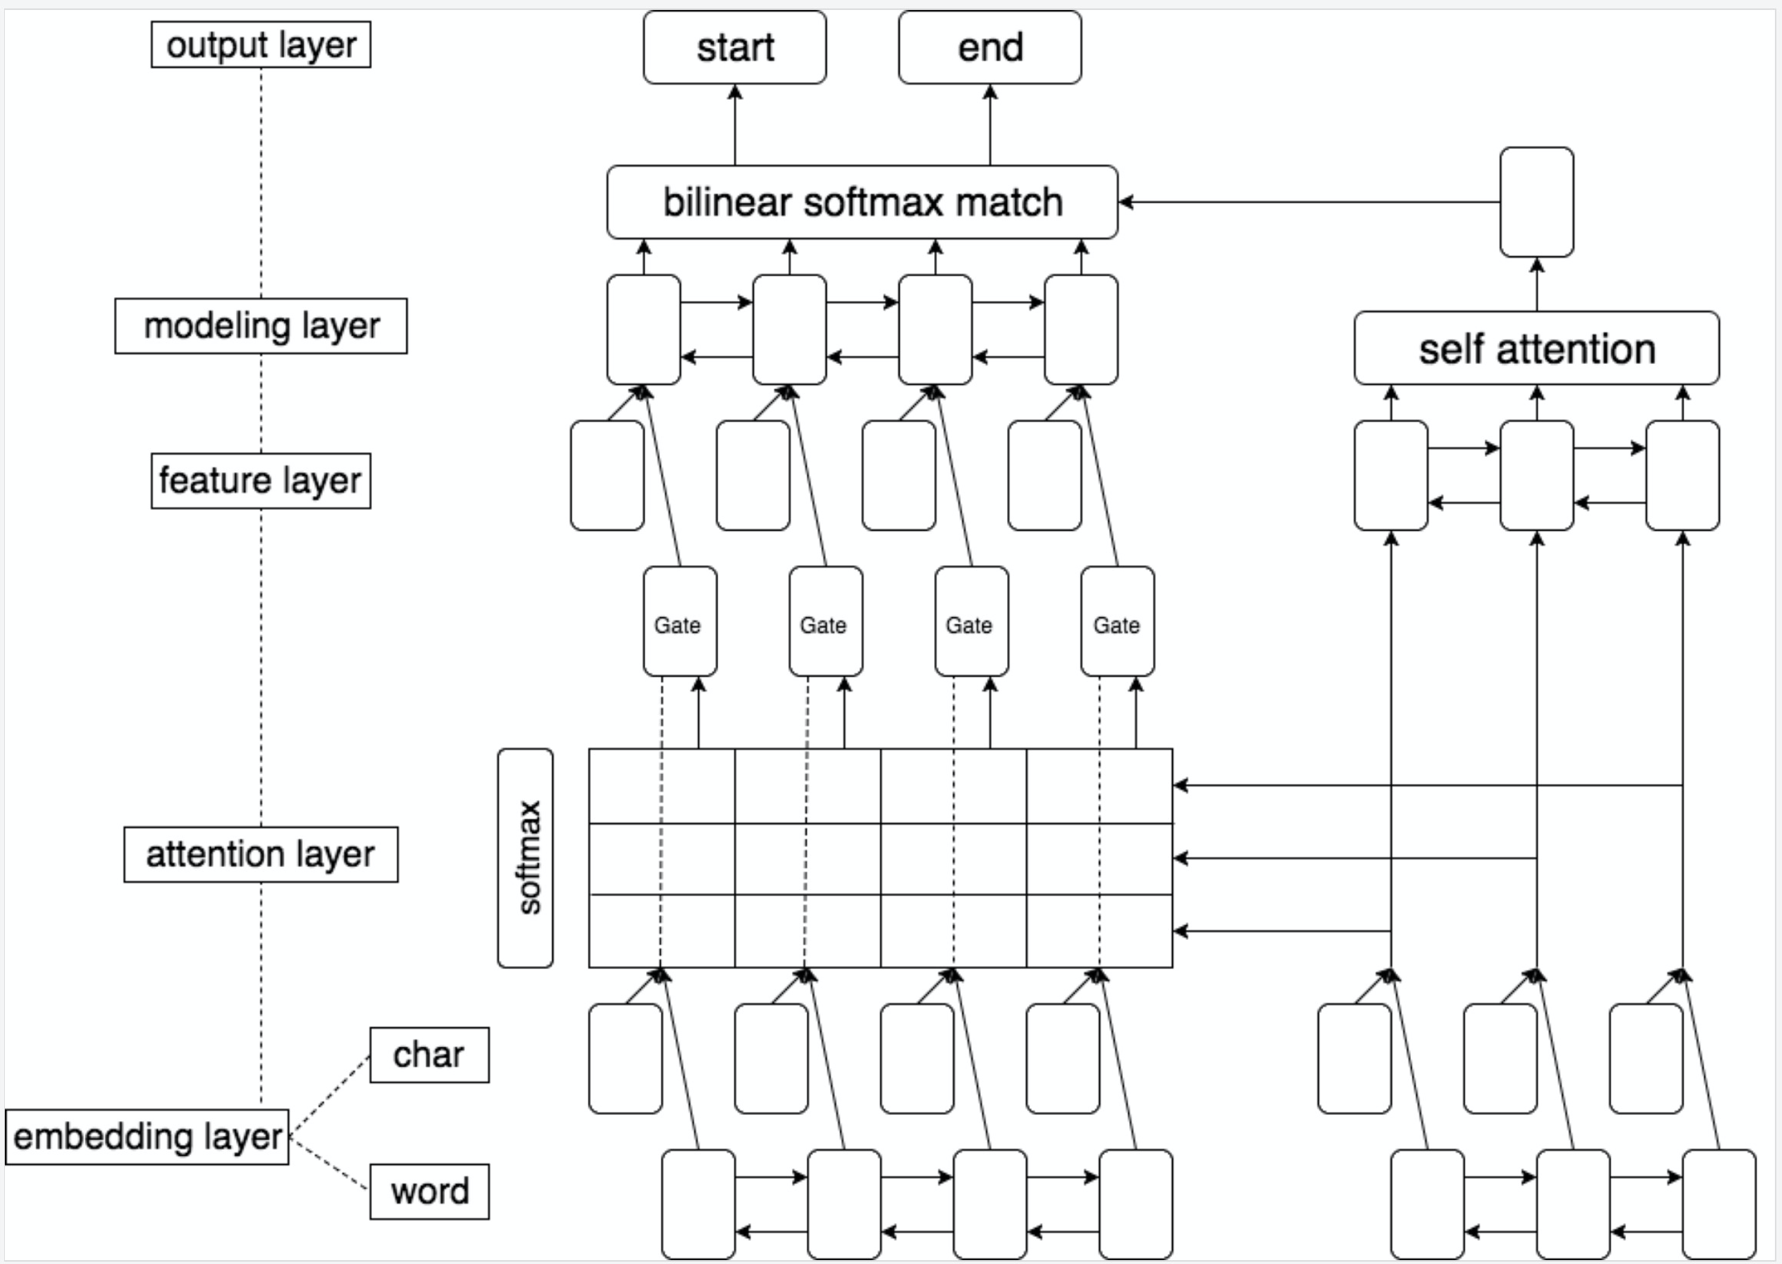 output layer
start
end
bilinear softmax match
modeling layer
self attention
feature layer
Gate
Gate
Gate
Gate
softmax
attention layer
char
embedding layer
word